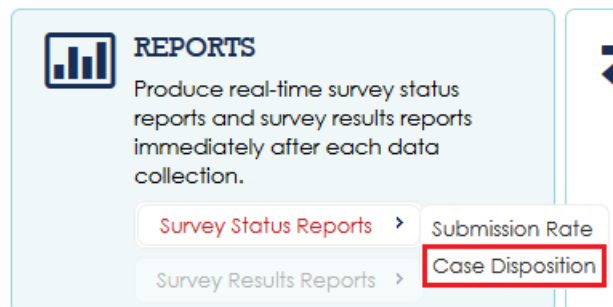 REPORTS
Produce real-time survey status
reports and survey results reports
immediately after each data
collection.
Survey Status Reports >
Submission Rate
Case Disposition
Survey Results Reports >